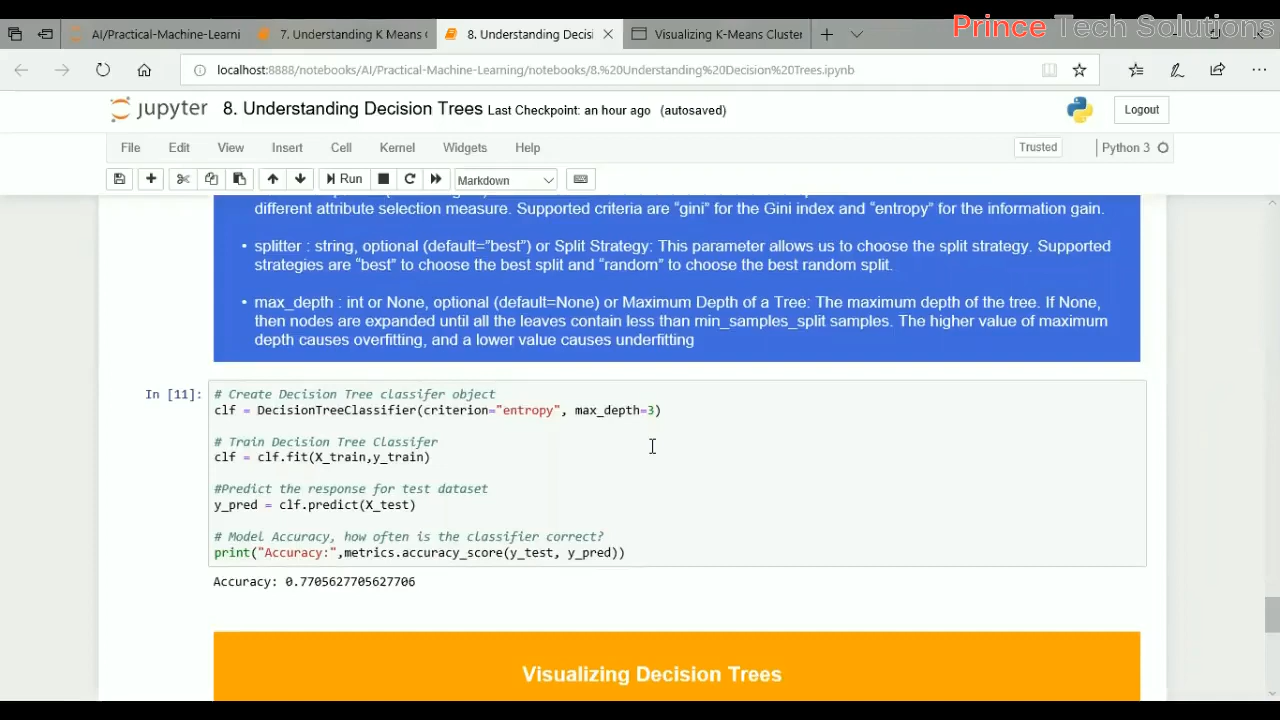 Prince Tech Solutions
AI/Practical-Machine-Learni
7. Understanding K Means C
8. Understanding Decisi
Visualizing K-Means Cluster
localhost:8888/notebooks/AI/Practical-Machine-Learning/notebooks/8.%20Understanding%20Decision%20Trees.ipynb
jupyter 8. Understanding Decision Trees Last Checkpoint: an hour ago (autosaved)
Logout
File Edit View Insert Cell Kernel Widgets Help
Trusted
Python 3
Run
Markdown
different attribute selection measure. Supported criteria are “gini” for the Gini index and “entropy” for the information gain.
• splitter : string, optional (default=”best”) or Split Strategy: This parameter allows us to choose the split strategy. Supported
strategies are “best” to choose the best split and “random” to choose the best random split.
• max_depth : int or None, optional (default=None) or Maximum Depth of a Tree: The maximum depth of the tree. If None,
then nodes are expanded until all the leaves contain less than min_samples_split samples. The higher value of maximum
depth causes overfitting, and a lower value causes underfitting
In [11]:
# Create Decision Tree classifer object
clf = DecisionTreeClassifier(criterion="entropy", max_depth=3)
# Train Decision Tree Classifer
clf = clf.fit(X_train,y_train)
#Predict the response for test dataset
y_pred = clf.predict(X_test)
# Model Accuracy, how often is the classifier correct?
print("Accuracy:",metrics.accuracy_score(y_test, y_pred))
Accuracy: 0.7705627705627706
Visualizing Decision Trees